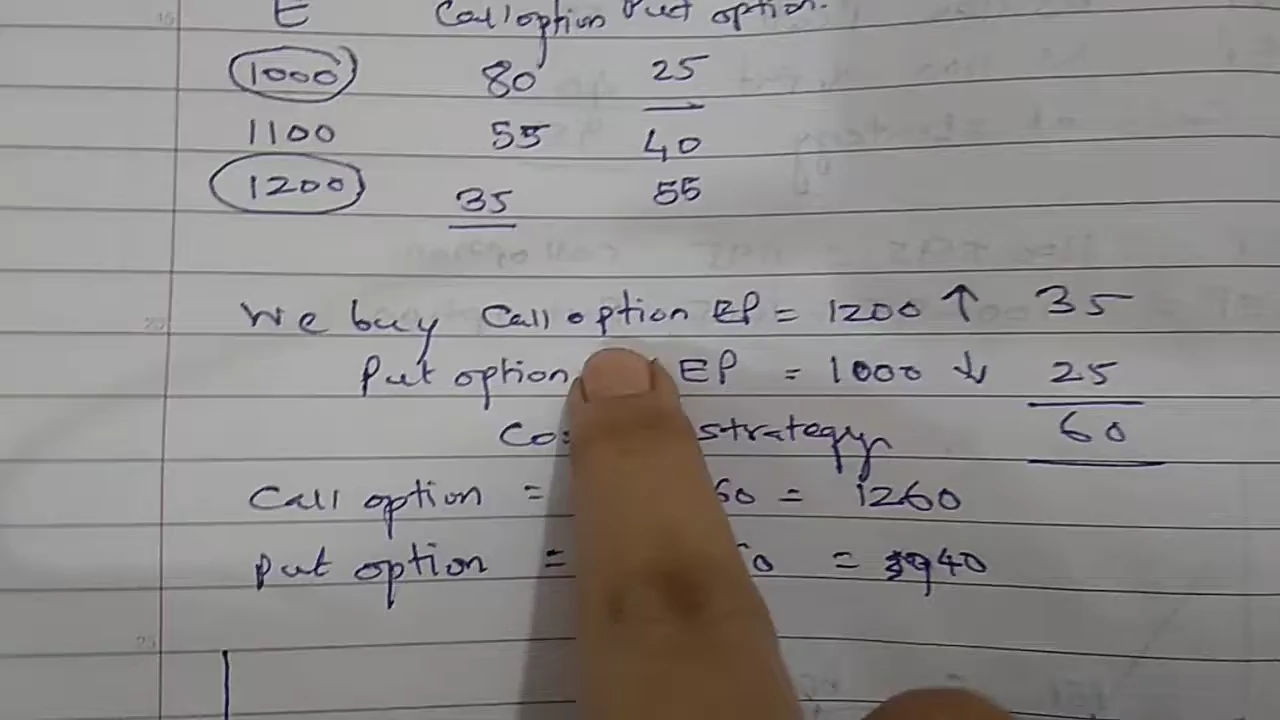 E Call option Put option.
1000 80 25
1100 55 40
1200 35 55
We buy Call option EP = 1200 ↑ 35
Put option EP = 1000 ↓ 25
strategy 60
Call option = 60 = 1260
Put option = = 940